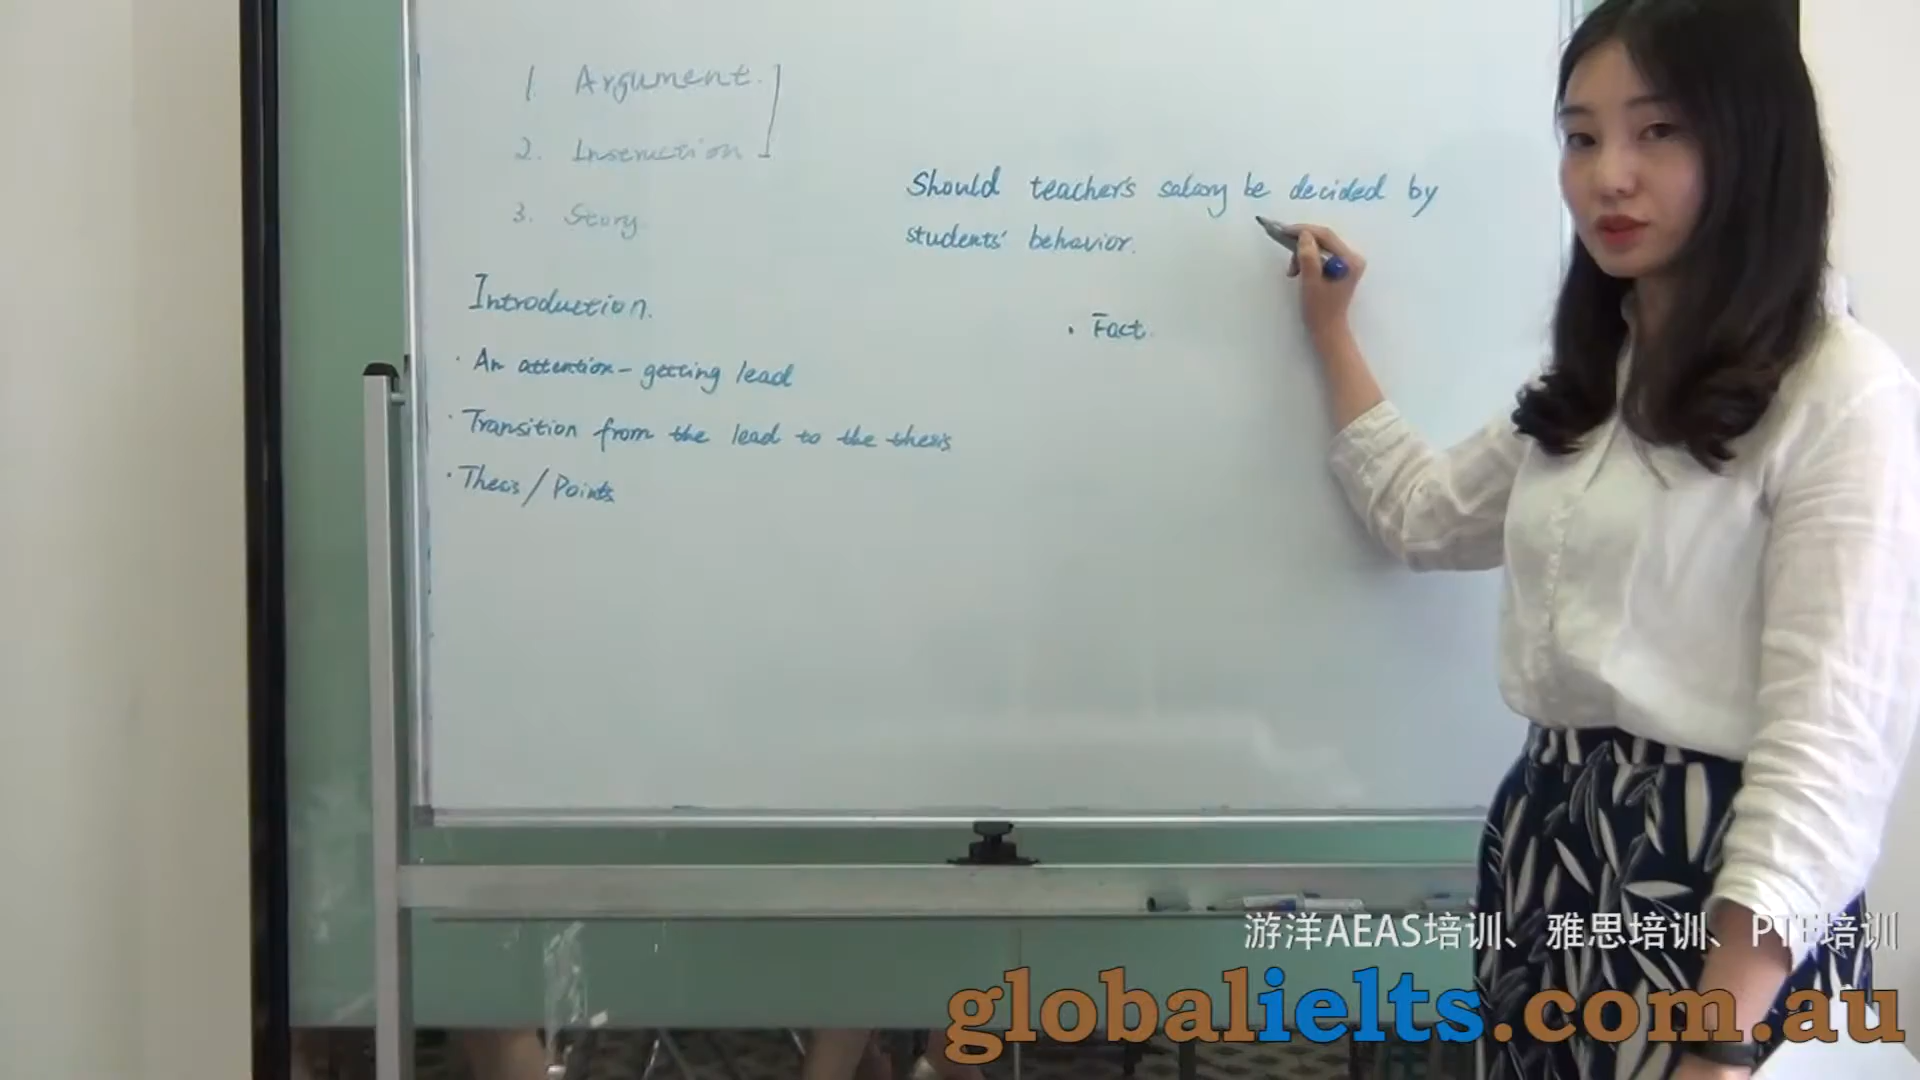 1. Argument.
2. Instruction
3. Story
Introduction.
· An attention-getting lead
· Transition from the lead to the thesis
· Thesis / Points
Should teacher's salary be decided by
students' behavior.
· Fact.
游洋AEAS培训、雅思培训、PTE培训
globalielts.com.au